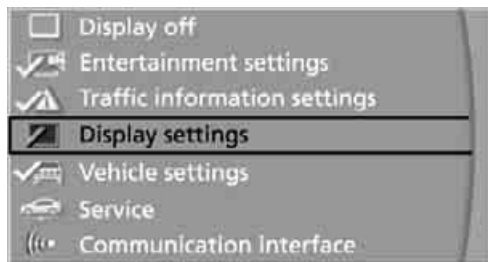 Display off
Entertainment settings
Traffic information settings
Display settings
Vehicle settings
Service
Communication interface